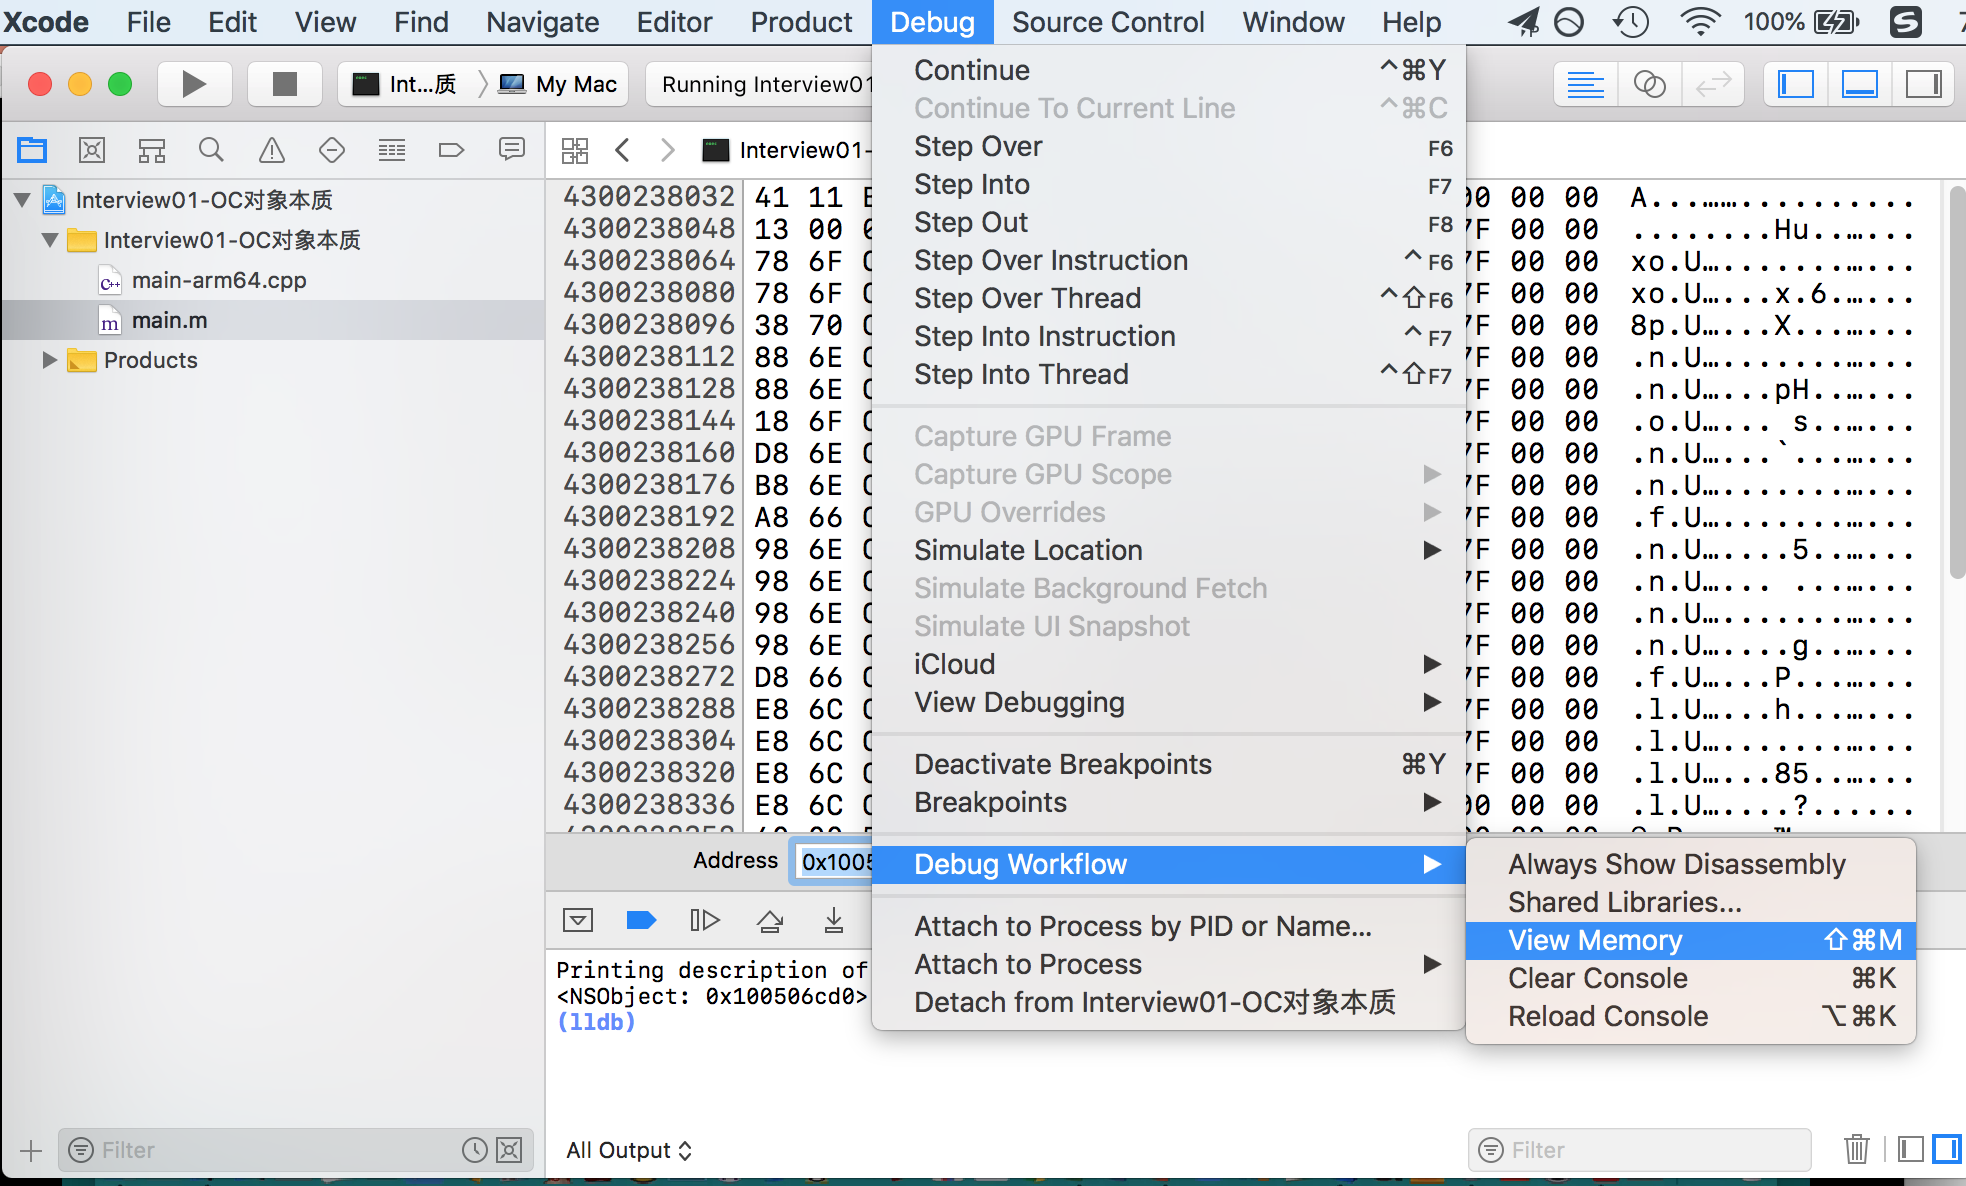 Xcode File Edit View Find Navigate Editor Product Debug Source Control Window Help 100%
Int...质 My Mac Running Interview01
Interview01-
Interview01-OC对象本质
Interview01-OC对象本质
main-arm64.cpp
main.m
Products
Filter
4300238032 41 11 00 00 00 A...……..........
4300238048 13 00 7F 00 00 ........Hu..…...
4300238064 78 6F 7F 00 00 xo.U….......…...
4300238080 78 6F 7F 00 00 xo.U…...x.6..…...
4300238096 38 70 7F 00 00 8p.U…...X...…...
4300238112 88 6E 7F 00 00 .n.U….......…...
4300238128 88 6E 7F 00 00 .n.U…...pH..…...
4300238144 18 6F 7F 00 00 .o.U…... s..…...
4300238160 D8 6E 7F 00 00 .n.U…...`...…...
4300238176 B8 6E 7F 00 00 .n.U….......…...
4300238192 A8 66 7F 00 00 .f.U….......…...
4300238208 98 6E 7F 00 00 .n.U…....5..…...
4300238224 98 6E 7F 00 00 .n.U…... ...…...
4300238240 98 6E 7F 00 00 .n.U….......…...
4300238256 98 6E 7F 00 00 .n.U…....g..…...
4300238272 D8 66 7F 00 00 .f.U…...P...…...
4300238288 E8 6C 7F 00 00 .l.U…...h...…...
4300238304 E8 6C 7F 00 00 .l.U….......…...
4300238320 E8 6C 7F 00 00 .l.U…...85..…...
4300238336 E8 6C 00 00 00 .l.U…....?......
Address 0x1005
Printing description of
<NSObject: 0x100506cd0>
(lldb)
All Output
Filter
Continue ^⌘Y
Continue To Current Line ^⌘C
Step Over F6
Step Into F7
Step Out F8
Step Over Instruction ^F6
Step Over Thread ^⇧F6
Step Into Instruction ^F7
Step Into Thread ^⇧F7
Capture GPU Frame
Capture GPU Scope
GPU Overrides
Simulate Location
Simulate Background Fetch
Simulate UI Snapshot
iCloud
View Debugging
Deactivate Breakpoints ⌘Y
Breakpoints
Debug Workflow
Attach to Process by PID or Name...
Attach to Process
Detach from Interview01-OC对象本质
Always Show Disassembly
Shared Libraries...
View Memory ⇧⌘M
Clear Console ⌘K
Reload Console ⌥⌘K